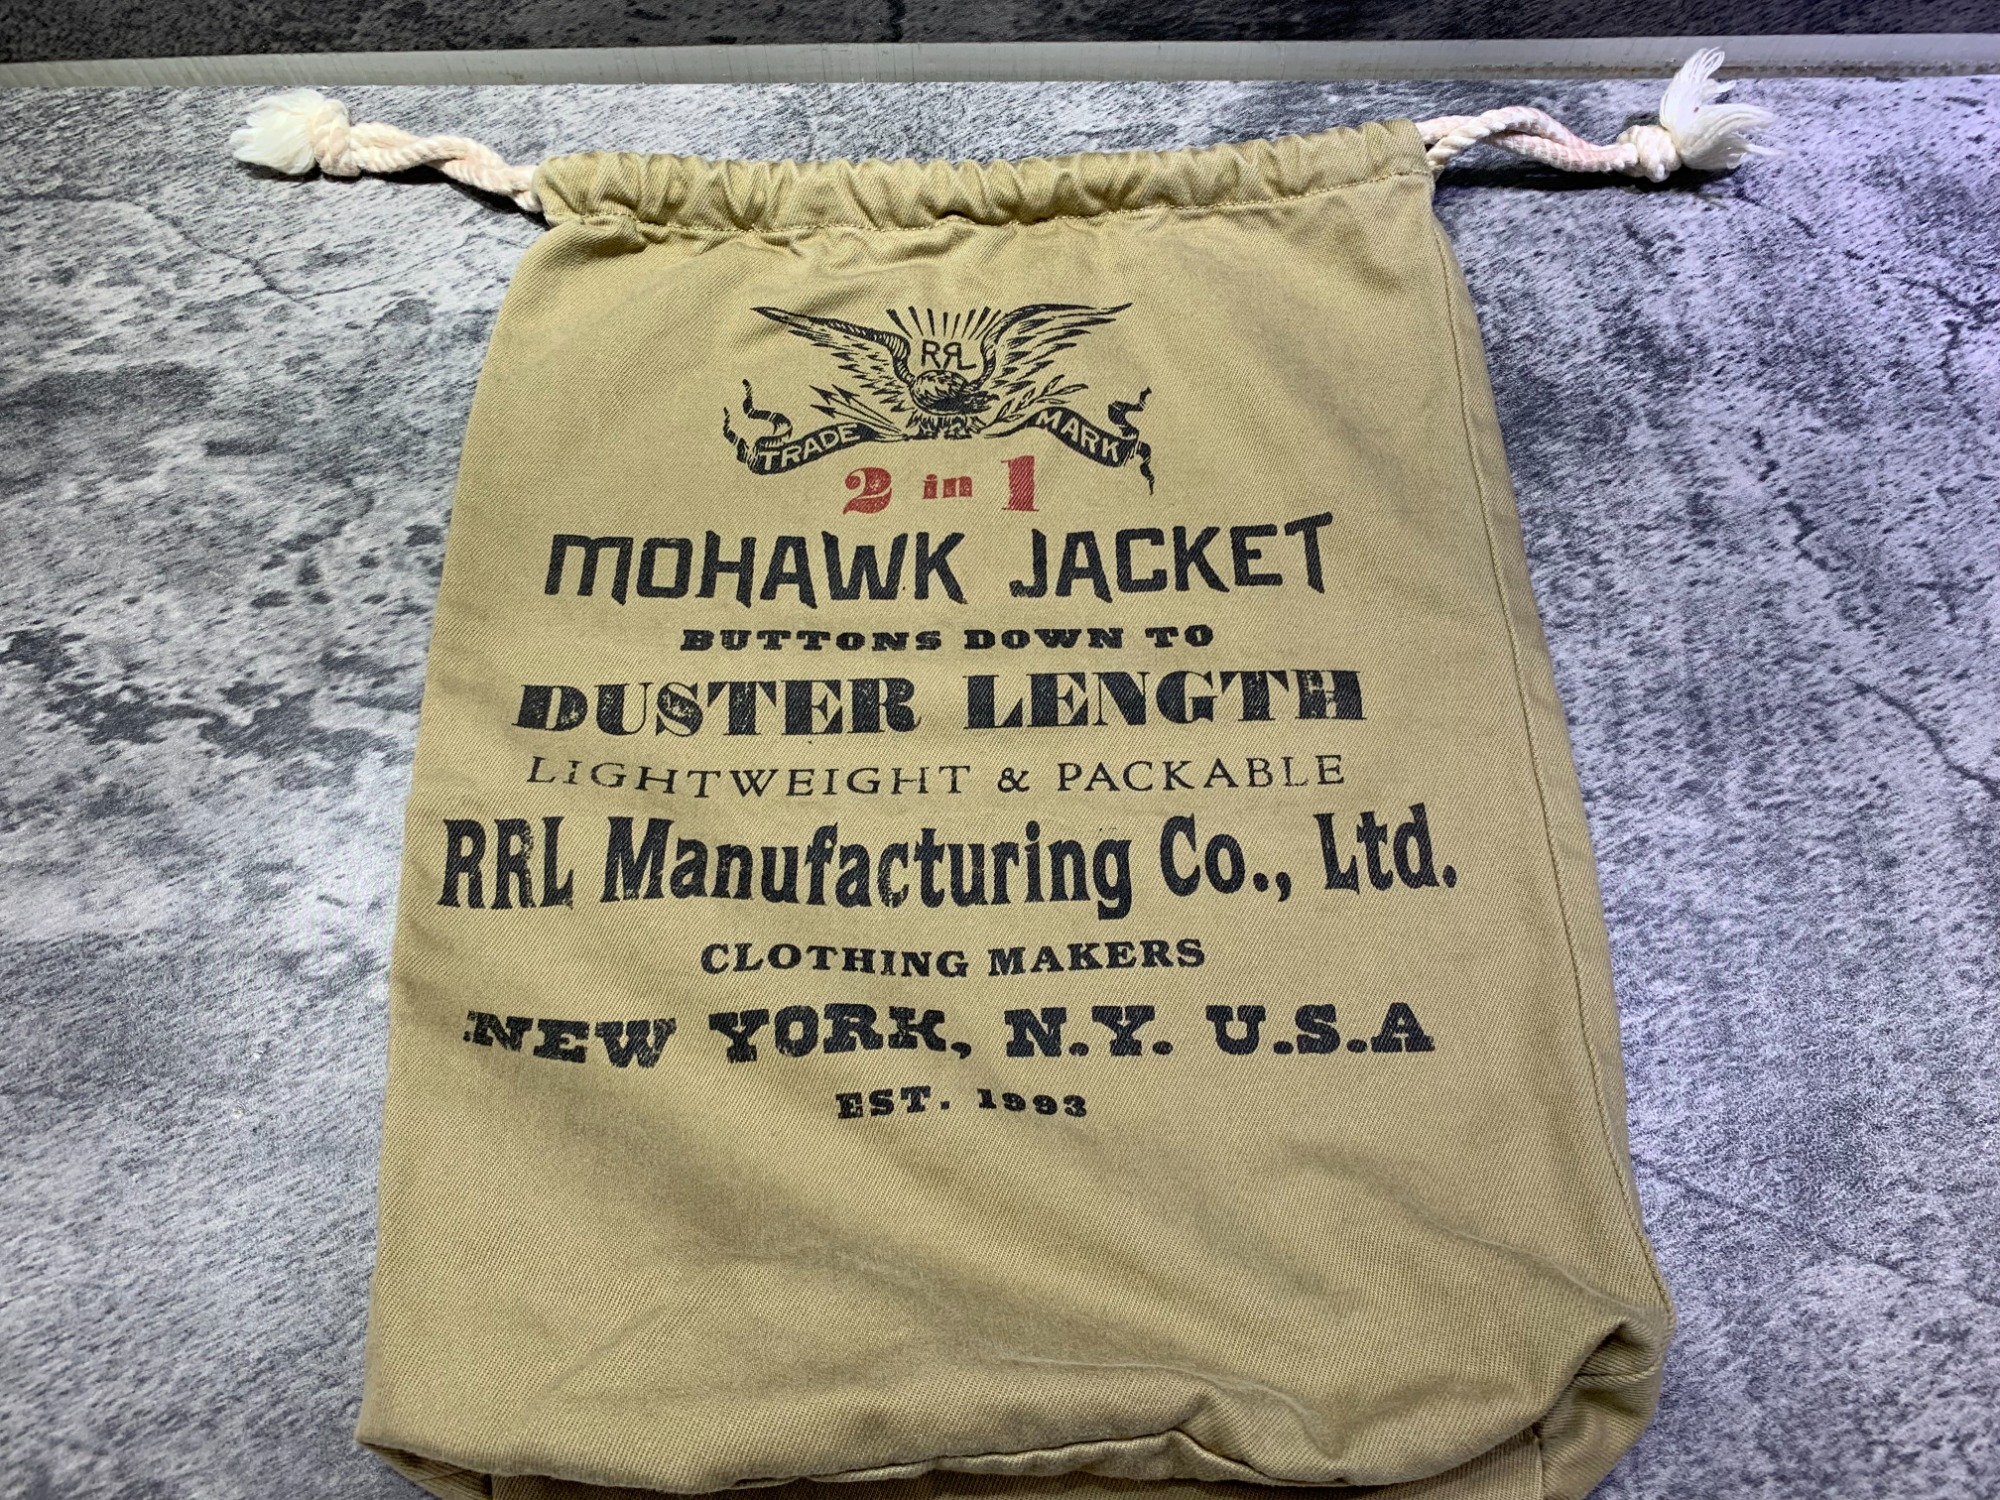 RRL
TRADE MARK
2 in 1
MOHAWK JACKET
BUTTONS DOWN TO
DUSTER LENGTH
LIGHTWEIGHT & PACKABLE
RRL Manufacturing Co., Ltd.
CLOTHING MAKERS
NEW YORK, N.Y. U.S.A
EST. 1993